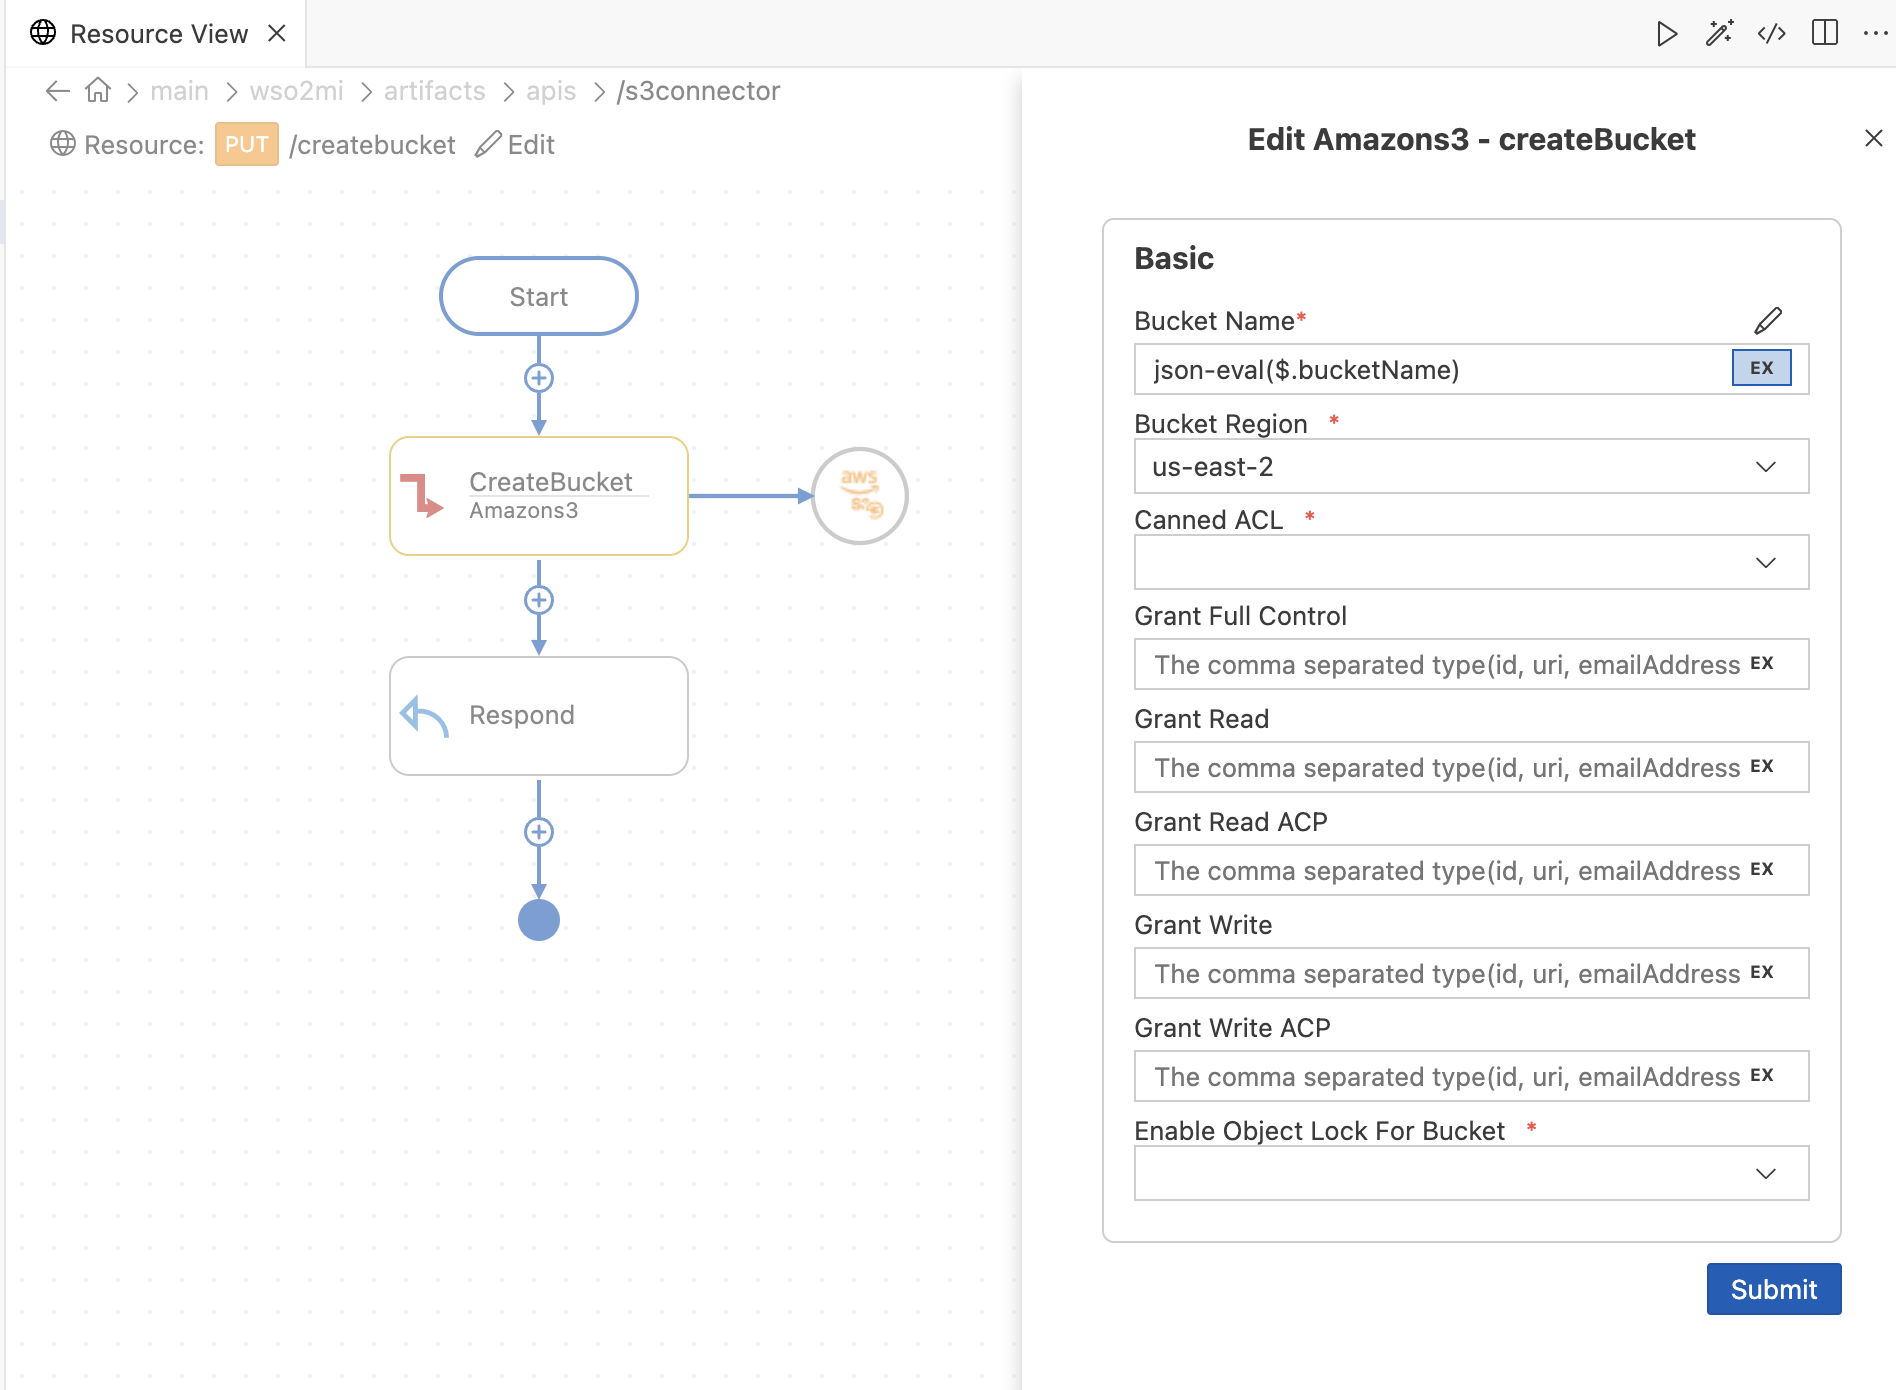 Resource View
main wso2mi artifacts apis /s3connector
Resource: PUT /createbucket Edit
Start
CreateBucket
Amazons3
aws
Respond
Edit Amazons3 - createBucket
Basic
Bucket Name*
json-eval($.bucketName) EX
Bucket Region *
us-east-2
Canned ACL *
Grant Full Control
The comma separated type(id, uri, emailAddress EX
Grant Read
The comma separated type(id, uri, emailAddress EX
Grant Read ACP
The comma separated type(id, uri, emailAddress EX
Grant Write
The comma separated type(id, uri, emailAddress EX
Grant Write ACP
The comma separated type(id, uri, emailAddress EX
Enable Object Lock For Bucket *
Submit